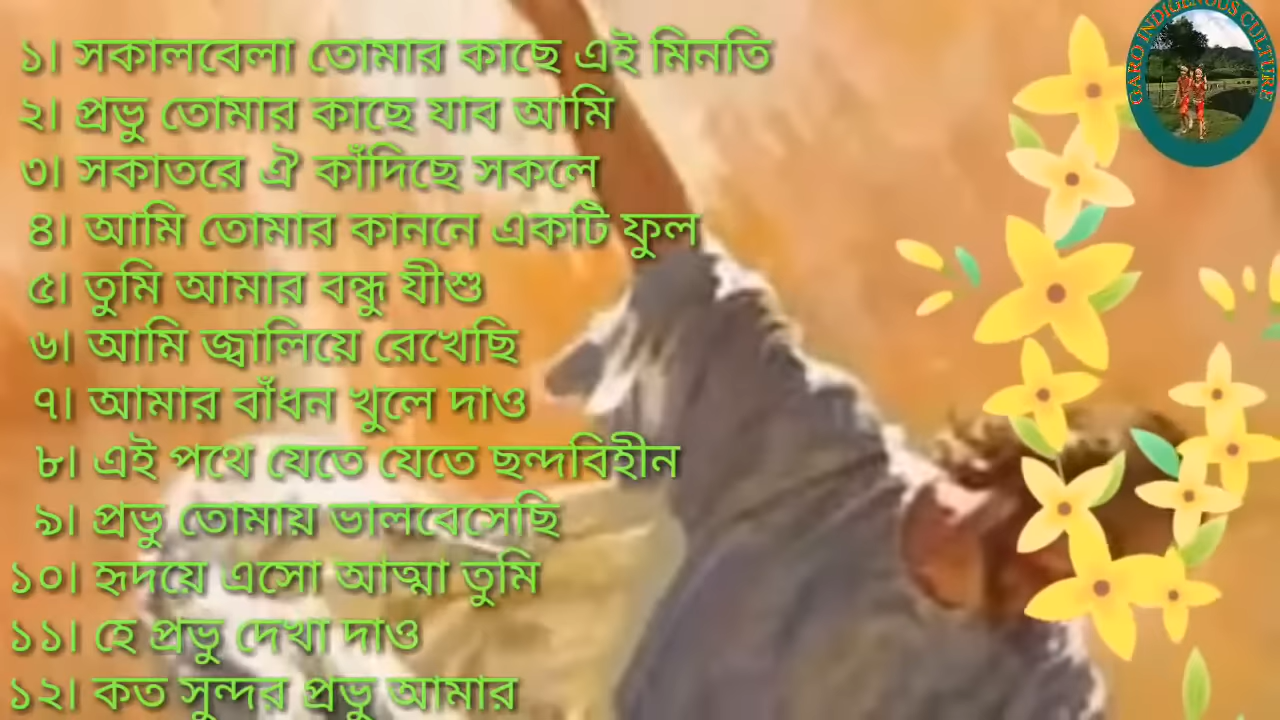 ১। সকালবেলা তোমার কাছে এই মিনতি
২। প্রভু তোমার কাছে যাব আমি
৩। সকাতরে ঐ কাঁদিছে সকলে
৪। আমি তোমার কাননে একটি ফুল
৫। তুমি আমার বন্ধু যীশু
৬। আমি জ্বালিয়ে রেখেছি
৭। আমার বাঁধন খুলে দাও
৮। এই পথে যেতে যেতে ছন্দবিহীন
৯। প্রভু তোমায় ভালবেসেছি
১০। হৃদয়ে এসো আত্মা তুমি
১১। হে প্রভু দেখা দাও
১২। কত সুন্দর প্রভু আমার
GARO INDIGENOUS CULTURE